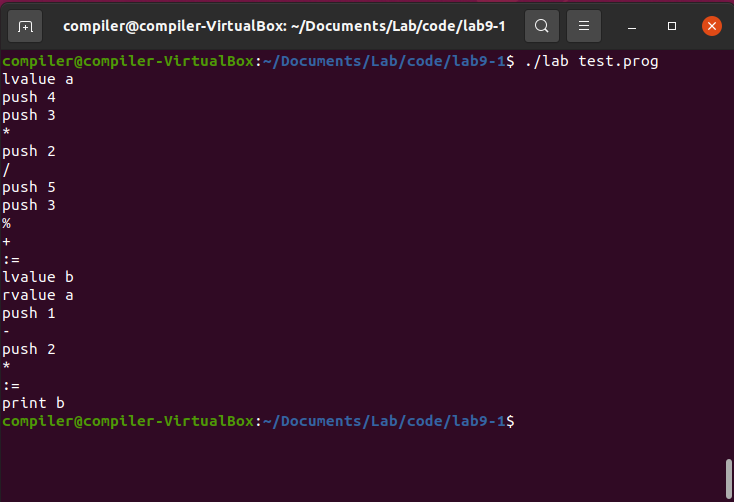 compiler@compiler-VirtualBox: ~/Documents/Lab/code/lab9-1
compiler@compiler-VirtualBox:~/Documents/Lab/code/lab9-1$ ./lab test.prog
lvalue a
push 4
push 3
*
push 2
/
push 5
push 3
%
+
:=
lvalue b
rvalue a
push 1
-
push 2
*
:=
print b
compiler@compiler-VirtualBox:~/Documents/Lab/code/lab9-1$